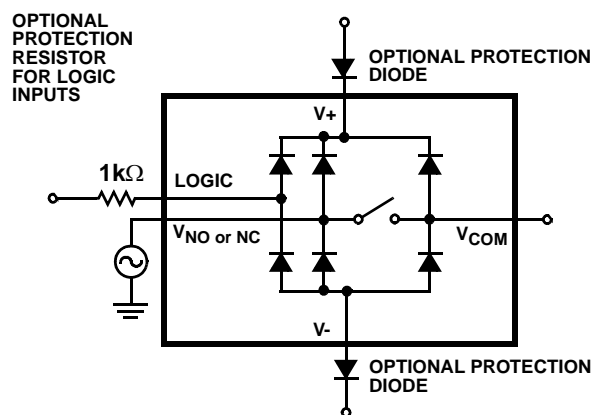 OPTIONAL
PROTECTION
RESISTOR
FOR LOGIC
INPUTS
OPTIONAL PROTECTION
DIODE
V+
1kΩ
LOGIC
VNO or NC
VCOM
V-
OPTIONAL PROTECTION
DIODE